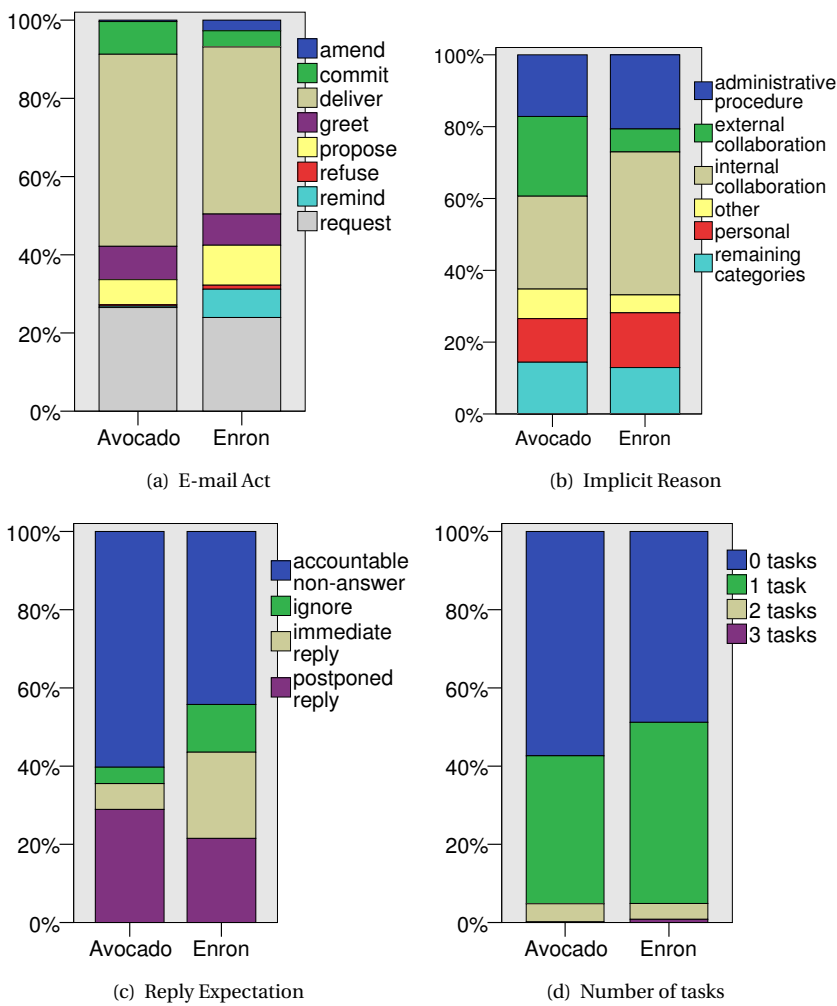 100%
80%
60%
40%
20%
0%
Avocado
Enron
amend
commit
deliver
greet
propose
refuse
remind
request
(a) E-mail Act
100%
80%
60%
40%
20%
0%
Avocado
Enron
administrative
procedure
external
collaboration
internal
collaboration
other
personal
remaining
categories
(b) Implicit Reason
100%
80%
60%
40%
20%
0%
Avocado
Enron
accountable
non-answer
ignore
immediate
reply
postponed
reply
(c) Reply Expectation
100%
80%
60%
40%
20%
0%
Avocado
Enron
0 tasks
1 task
2 tasks
3 tasks
(d) Number of tasks